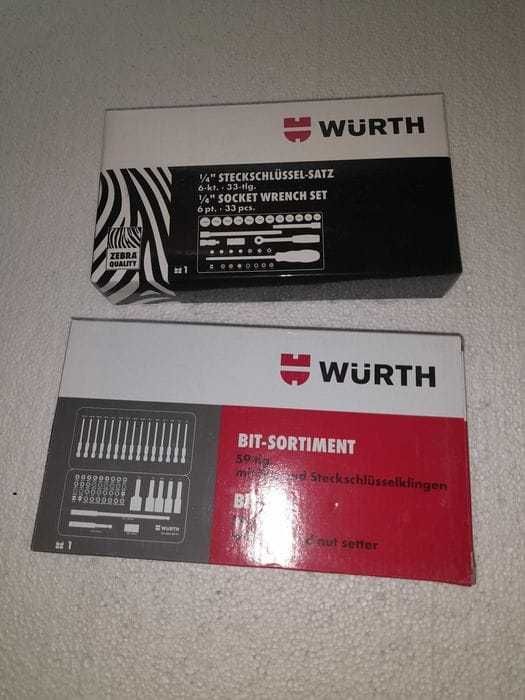 WÜRTH
1/4" STECKSCHLÜSSEL-SATZ
6-kt. · 33-tlg.
1/4" SOCKET WRENCH SET
6 pt. · 33 pcs.
ZEBRA
QUALITY
1
WÜRTH
BIT-SORTIMENT
59-tlg.
Steckschlüsselklingen
nut setter
WÜRTH
1